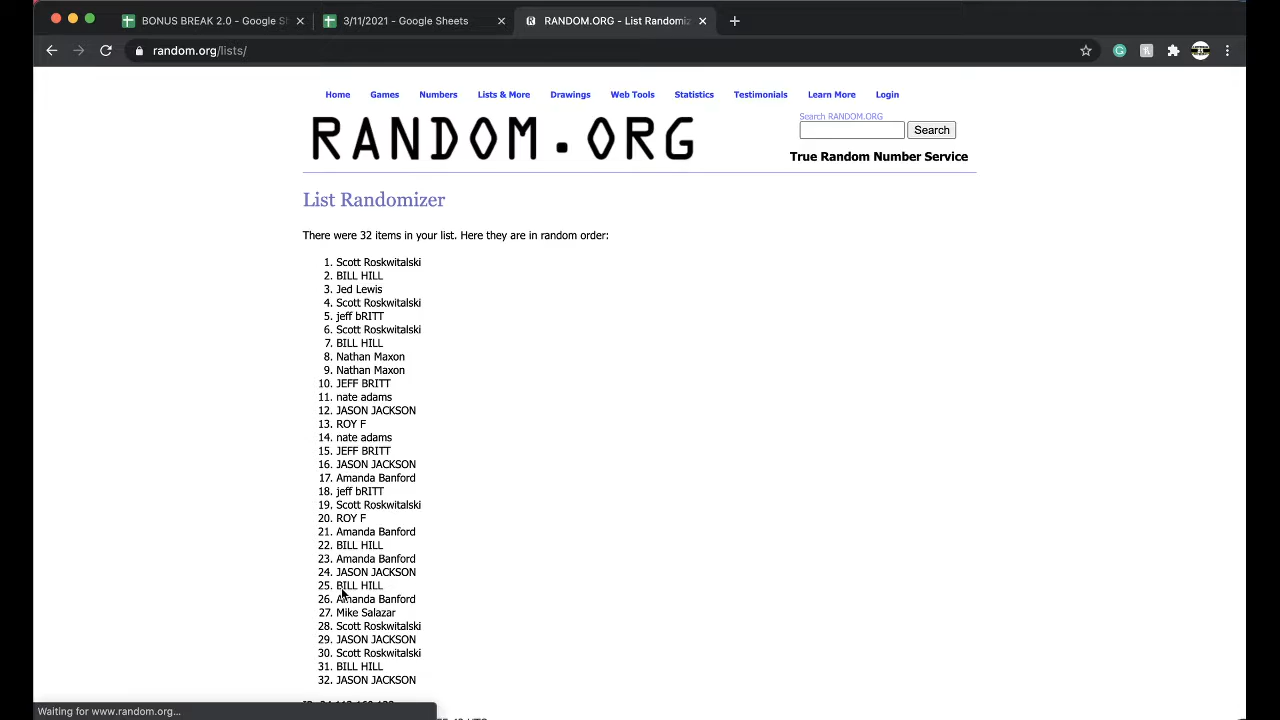 BONUS BREAK 2.0 - Google Sh
3/11/2021 - Google Sheets
RANDOM.ORG - List Randomiz
random.org/lists/
Home Games Numbers Lists & More Drawings Web Tools Statistics Testimonials Learn More Login
RANDOM.ORG
Search RANDOM.ORG
Search
True Random Number Service
List Randomizer
There were 32 items in your list. Here they are in random order:
1. Scott Roskwitalski
2. BILL HILL
3. Jed Lewis
4. Scott Roskwitalski
5. jeff bRITT
6. Scott Roskwitalski
7. BILL HILL
8. Nathan Maxon
9. Nathan Maxon
10. JEFF BRITT
11. nate adams
12. JASON JACKSON
13. ROY F
14. nate adams
15. JEFF BRITT
16. JASON JACKSON
17. Amanda Banford
18. jeff bRITT
19. Scott Roskwitalski
20. ROY F
21. Amanda Banford
22. BILL HILL
23. Amanda Banford
24. JASON JACKSON
25. BILL HILL
26. Amanda Banford
27. Mike Salazar
28. Scott Roskwitalski
29. JASON JACKSON
30. Scott Roskwitalski
31. BILL HILL
32. JASON JACKSON
Waiting for www.random.org...